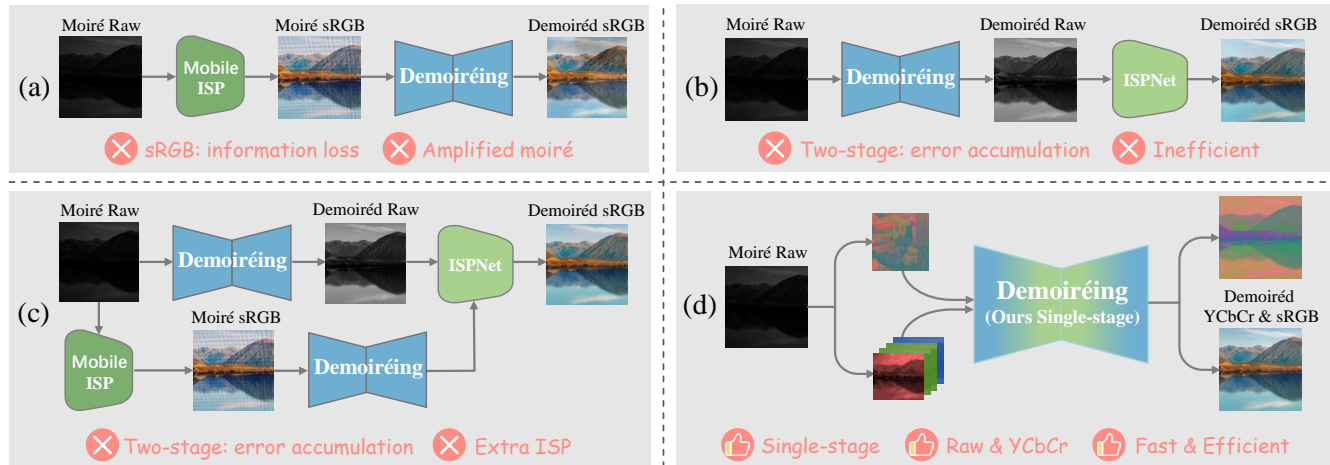 Moiré Raw
Moiré sRGB
Demoiréd sRGB
(a)
Mobile
ISP
Demoiréing
sRGB: information loss
Amplified moiré
Moiré Raw
Demoiréd Raw
Demoiréd sRGB
(b)
Demoiréing
ISPNet
Two-stage: error accumulation
Inefficient
Moiré Raw
Demoiréd Raw
Demoiréd sRGB
Demoiréing
ISPNet
(c)
Moiré sRGB
Mobile
ISP
Demoiréing
Two-stage: error accumulation
Extra ISP
Moiré Raw
(d)
Demoiréing
(Ours Single-stage)
Demoiréd
YCbCr & sRGB
Single-stage
Raw & YCbCr
Fast & Efficient